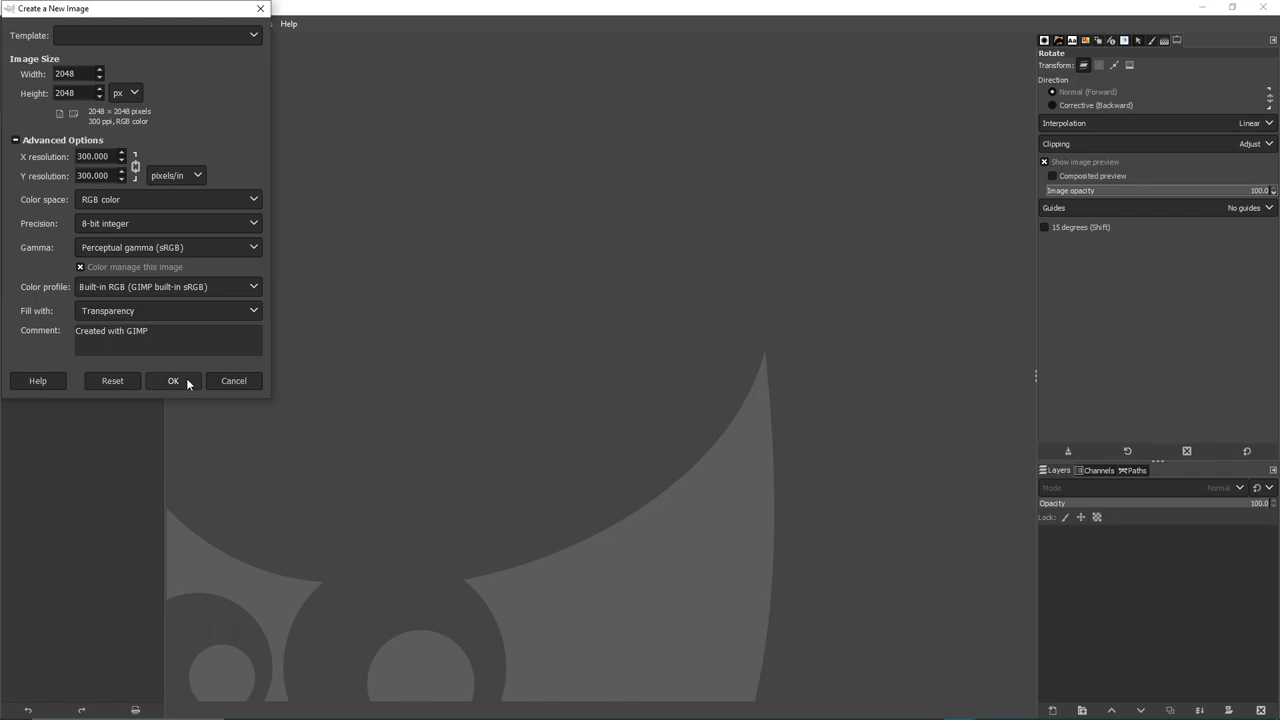 Create a New Image
Help
Template:
Image Size
Width: 2048
Height: 2048 px
2048 × 2048 pixels
300 ppi, RGB color
Advanced Options
X resolution: 300.000
Y resolution: 300.000 pixels/in
Color space: RGB color
Precision: 8-bit integer
Gamma: Perceptual gamma (sRGB)
Color manage this image
Color profile: Built-in RGB (GIMP built-in sRGB)
Fill with: Transparency
Comment: Created with GIMP
Help Reset OK Cancel
Aa
Rotate
Transform:
Direction
Normal (Forward)
Corrective (Backward)
Interpolation Linear
Clipping Adjust
Show image preview
Composited preview
Image opacity 100.0
Guides No guides
15 degrees (Shift)
Layers Channels Paths
Mode Normal
Opacity 100.0
Lock: